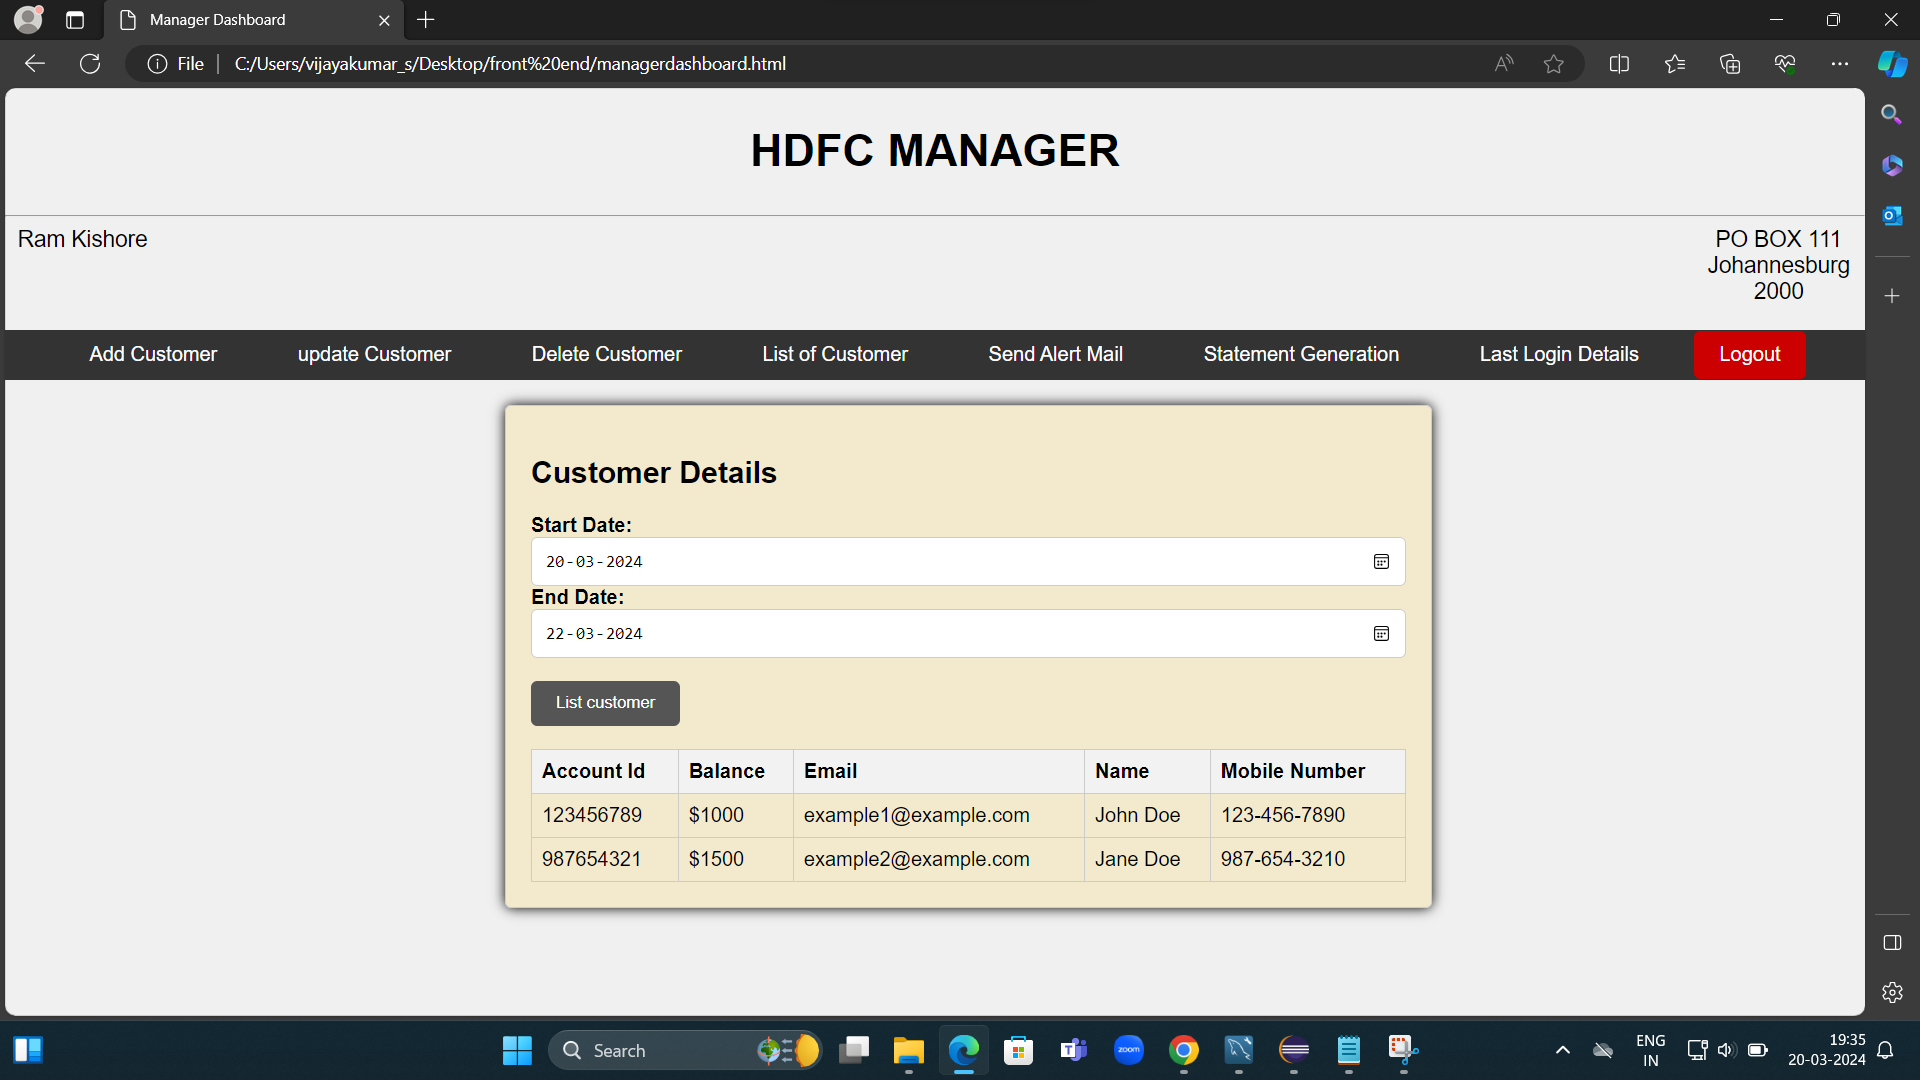 Manager Dashboard
File
C:/Users/vijayakumar_s/Desktop/front%20end/managerdashboard.html
HDFC MANAGER
Ram Kishore
PO BOX 111
Johannesburg
2000
Add Customer
update Customer
Delete Customer
List of Customer
Send Alert Mail
Statement Generation
Last Login Details
Logout
Customer Details
Start Date:
20-03-2024
End Date:
22-03-2024
List customer
Account Id Balance Email Name Mobile Number
123456789 $1000 example1@example.com John Doe 123-456-7890
987654321 $1500 example2@example.com Jane Doe 987-654-3210
Search
zoom
ENG
IN
19:35
20-03-2024